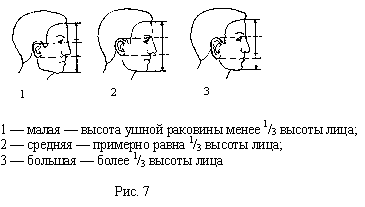 1 2 3
1 — малая — высота ушной раковины менее 1/3 высоты лица;
2 — средняя — примерно равна 1/3 высоты лица;
3 — большая — более 1/3 высоты лица
Рис. 7